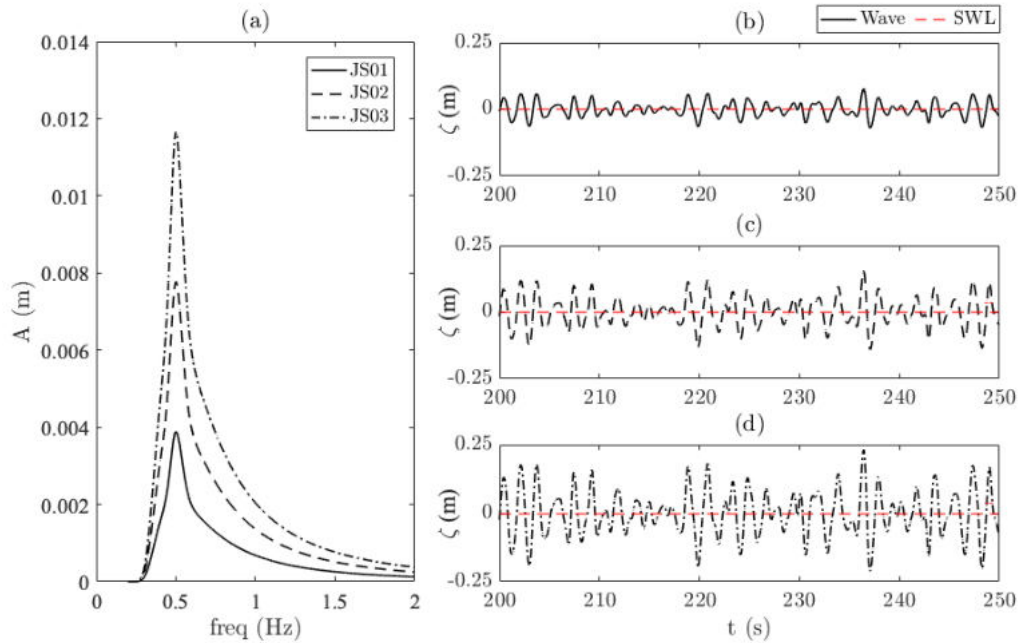 (a)
0.014
0.012
0.01
0.008
0.006
0.004
0.002
0
A (m)
JS01
JS02
JS03
0 0.5 1 1.5 2
freq (Hz)
Wave SWL
(b)
0.25
0
-0.25
ζ (m)
200 210 220 230 240 250
(c)
0.25
0
-0.25
ζ (m)
200 210 220 230 240 250
(d)
0.25
0
-0.25
ζ (m)
200 210 220 230 240 250
t (s)